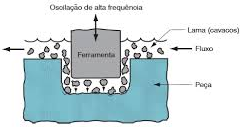 Oscilação de alta frequência
Lama (cavacos)
Fluxo
Ferramenta
Peça